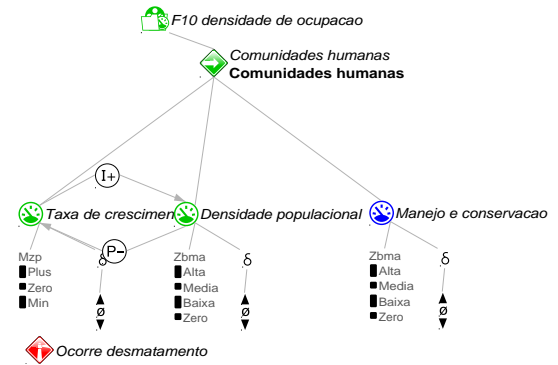 F10 densidade de ocupacao
Comunidades humanas
Comunidades humanas
I+
Taxa de crescimen
Densidade populacional
Manejo e conservacao
P−
Mzp
δ
Plus
Zero
Min
ø
Zbma
δ
Alta
Media
Baixa
Zero
ø
Zbma
δ
Alta
Media
Baixa
Zero
ø
Ocorre desmatamento